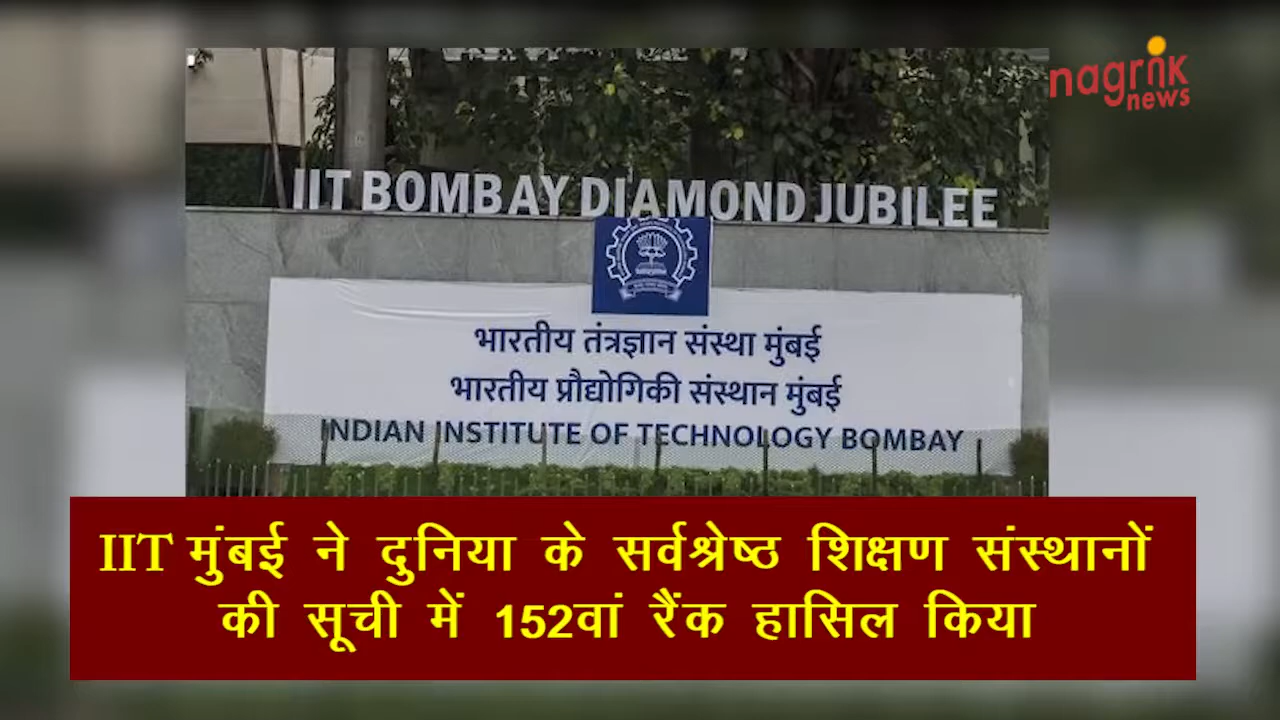 nagrik
news
IIT BOMBAY DIAMOND JUBILEE
भारतीय तंत्रज्ञान संस्था मुंबई
भारतीय प्रौद्योगिकी संस्थान मुंबई
INDIAN INSTITUTE OF TECHNOLOGY BOMBAY
IIT मुंबई ने दुनिया के सर्वश्रेष्ठ शिक्षण संस्थानों
की सूची में 152वां रैंक हासिल किया